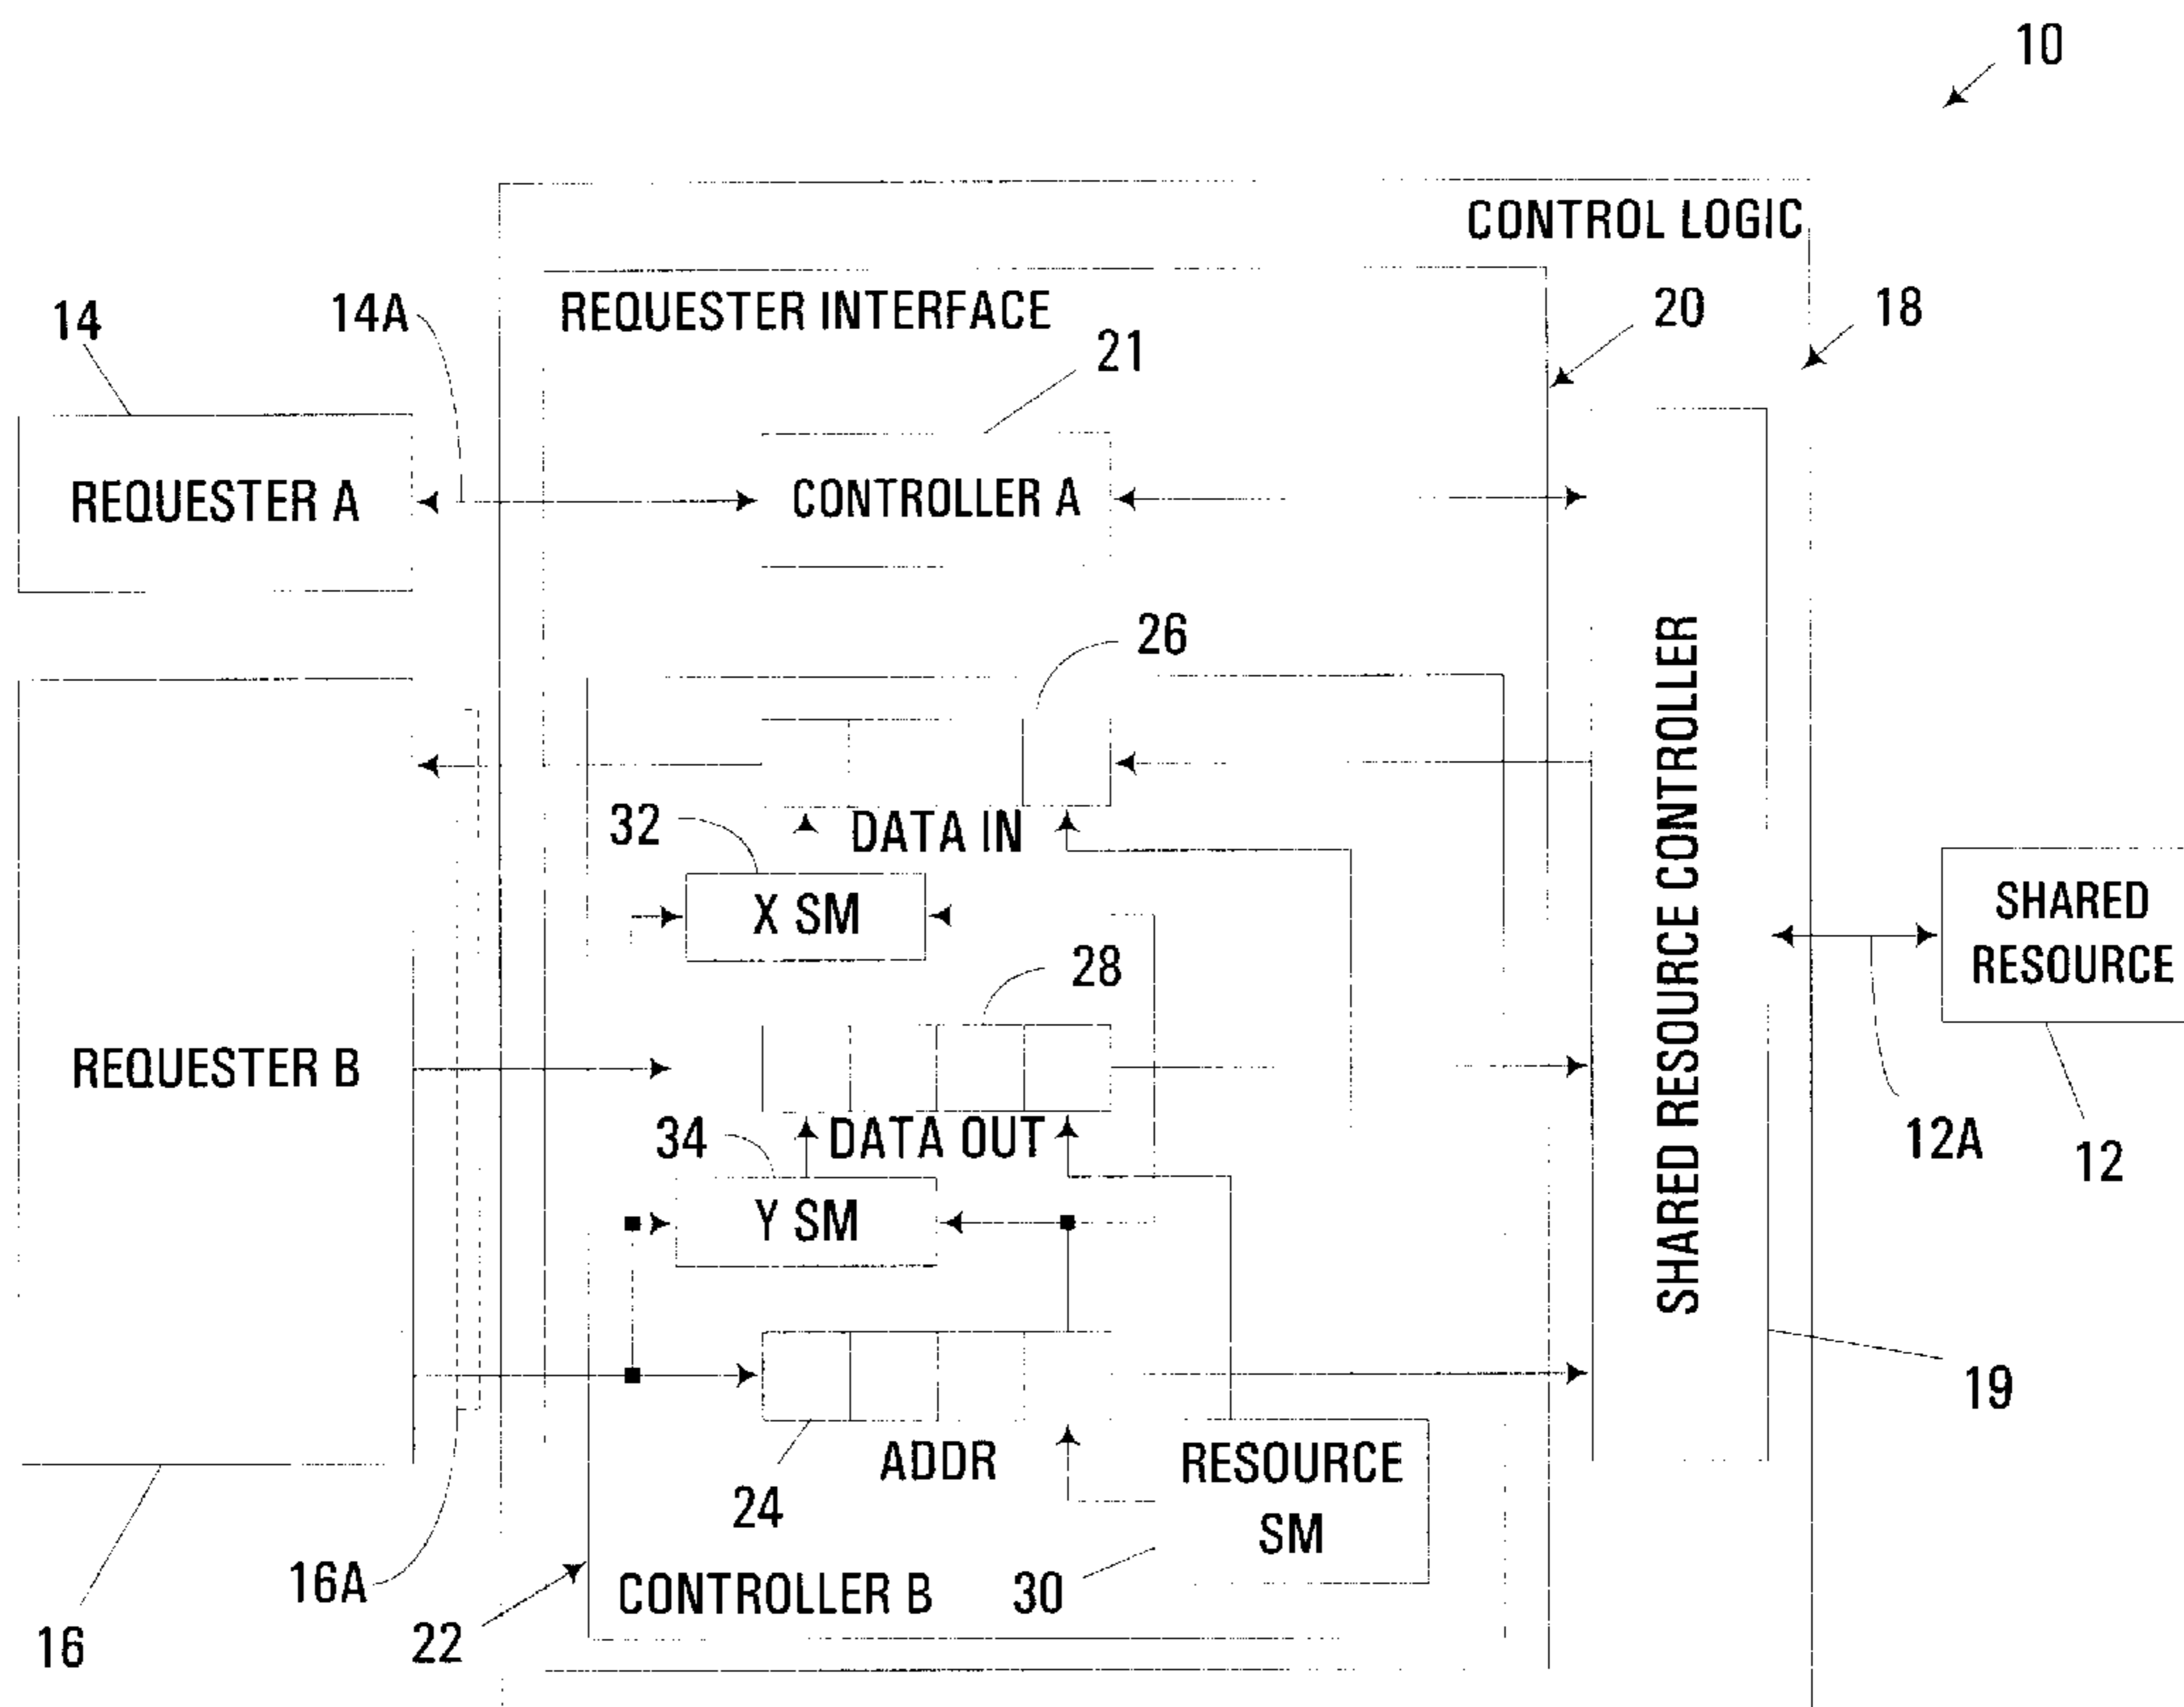 10
CONTROL LOGIC
REQUESTER INTERFACE
14
14A
21
20
18
REQUESTER A
CONTROLLER A
26
32
DATA IN
X SM
28
SHARED RESOURCE CONTROLLER
SHARED
RESOURCE
REQUESTER B
34
DATA OUT
12A
12
Y SM
19
ADDR
24
RESOURCE
SM
16A
CONTROLLER B
30
16
22